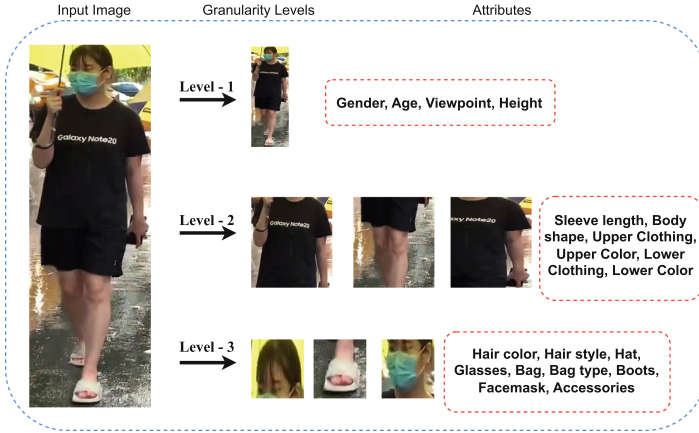 Input Image
Granularity Levels
Attributes
Level - 1
Gender, Age, Viewpoint, Height
Galaxy Note20
Level - 2
Galaxy Note20
axy Note20
Sleeve length, Body
shape, Upper Clothing,
Upper Color, Lower
Clothing, Lower Color
Level - 3
Hair color, Hair style, Hat,
Glasses, Bag, Bag type, Boots,
Facemask, Accessories